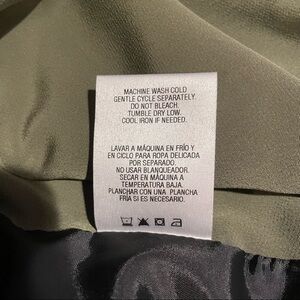 MACHINE WASH COLD
GENTLE CYCLE SEPARATELY.
DO NOT BLEACH.
TUMBLE DRY LOW.
COOL IRON IF NEEDED.
LAVAR A MÁQUINA EN FRÍO Y
EN CICLO PARA ROPA DELICADA
POR SEPARADO.
NO USAR BLANQUEADOR.
SECAR EN MÁQUINA A
TEMPERATURA BAJA.
PLANCHAR CON UNA PLANCHA
FRÍA SI ES NECESARIO.